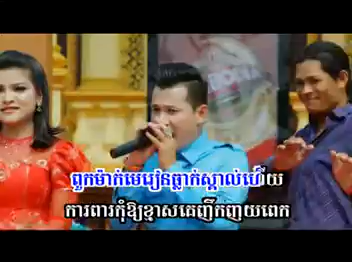 ពួកម៉ាក់មេរៀនធ្លាក់ស្គាល់ហើយ
ការពារកុំឱ្យខ្មាសគេញឹកញយពេក